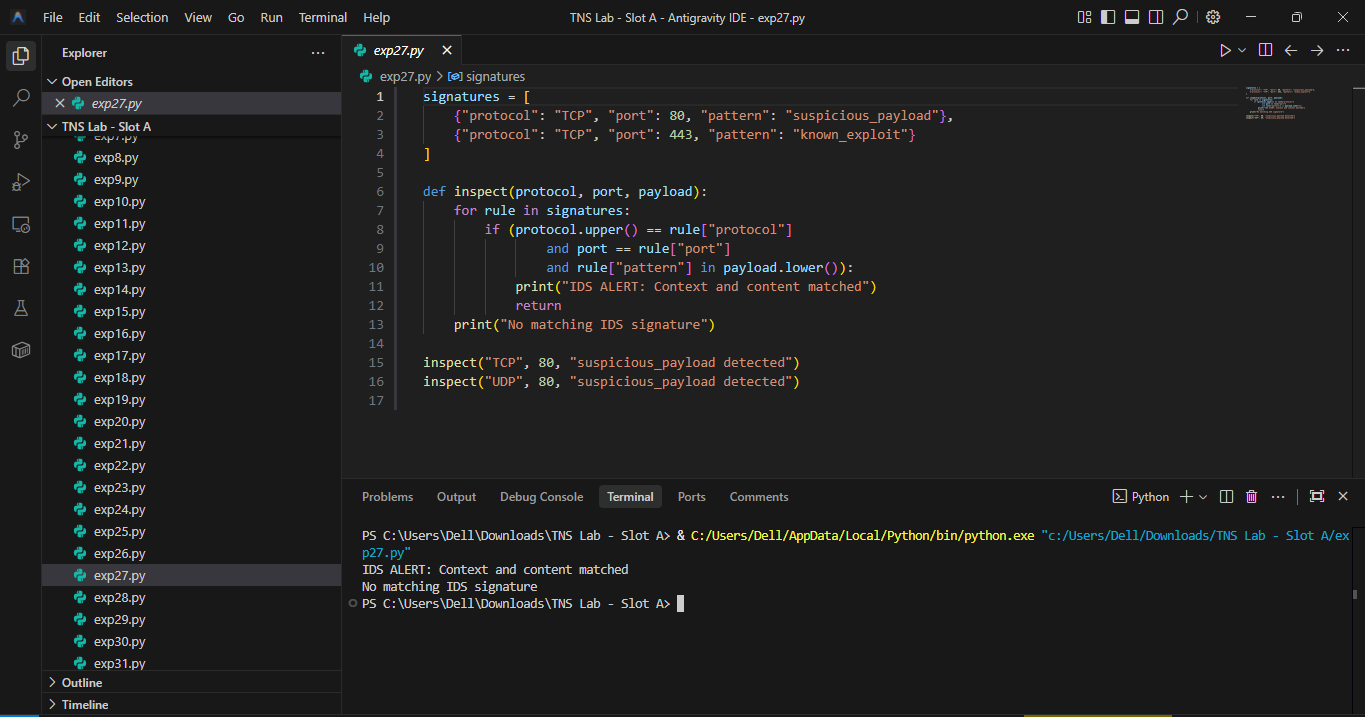 File Edit Selection View Go Run Terminal Help
TNS Lab - Slot A - Antigravity IDE - exp27.py
Explorer
Open Editors
exp27.py
TNS Lab - Slot A
exp7.py
exp8.py
exp9.py
exp10.py
exp11.py
exp12.py
exp13.py
exp14.py
exp15.py
exp16.py
exp17.py
exp18.py
exp19.py
exp20.py
exp21.py
exp22.py
exp23.py
exp24.py
exp25.py
exp26.py
exp27.py
exp28.py
exp29.py
exp30.py
exp31.py
Outline
Timeline
exp27.py
exp27.py > signatures
1 signatures = [
2     {"protocol": "TCP", "port": 80, "pattern": "suspicious_payload"},
3     {"protocol": "TCP", "port": 443, "pattern": "known_exploit"}
4 ]
5
6 def inspect(protocol, port, payload):
7     for rule in signatures:
8         if (protocol.upper() == rule["protocol"]
9                 and port == rule["port"]
10                 and rule["pattern"] in payload.lower()):
11             print("IDS ALERT: Context and content matched")
12             return
13     print("No matching IDS signature")
14
15 inspect("TCP", 80, "suspicious_payload detected")
16 inspect("UDP", 80, "suspicious_payload detected")
17
Problems Output Debug Console Terminal Ports Comments
Python
PS C:\Users\Dell\Downloads\TNS Lab - Slot A> & C:/Users/Dell/AppData/Local/Python/bin/python.exe "c:/Users/Dell/Downloads/TNS Lab - Slot A/ex
p27.py"
IDS ALERT: Context and content matched
No matching IDS signature
PS C:\Users\Dell\Downloads\TNS Lab - Slot A>